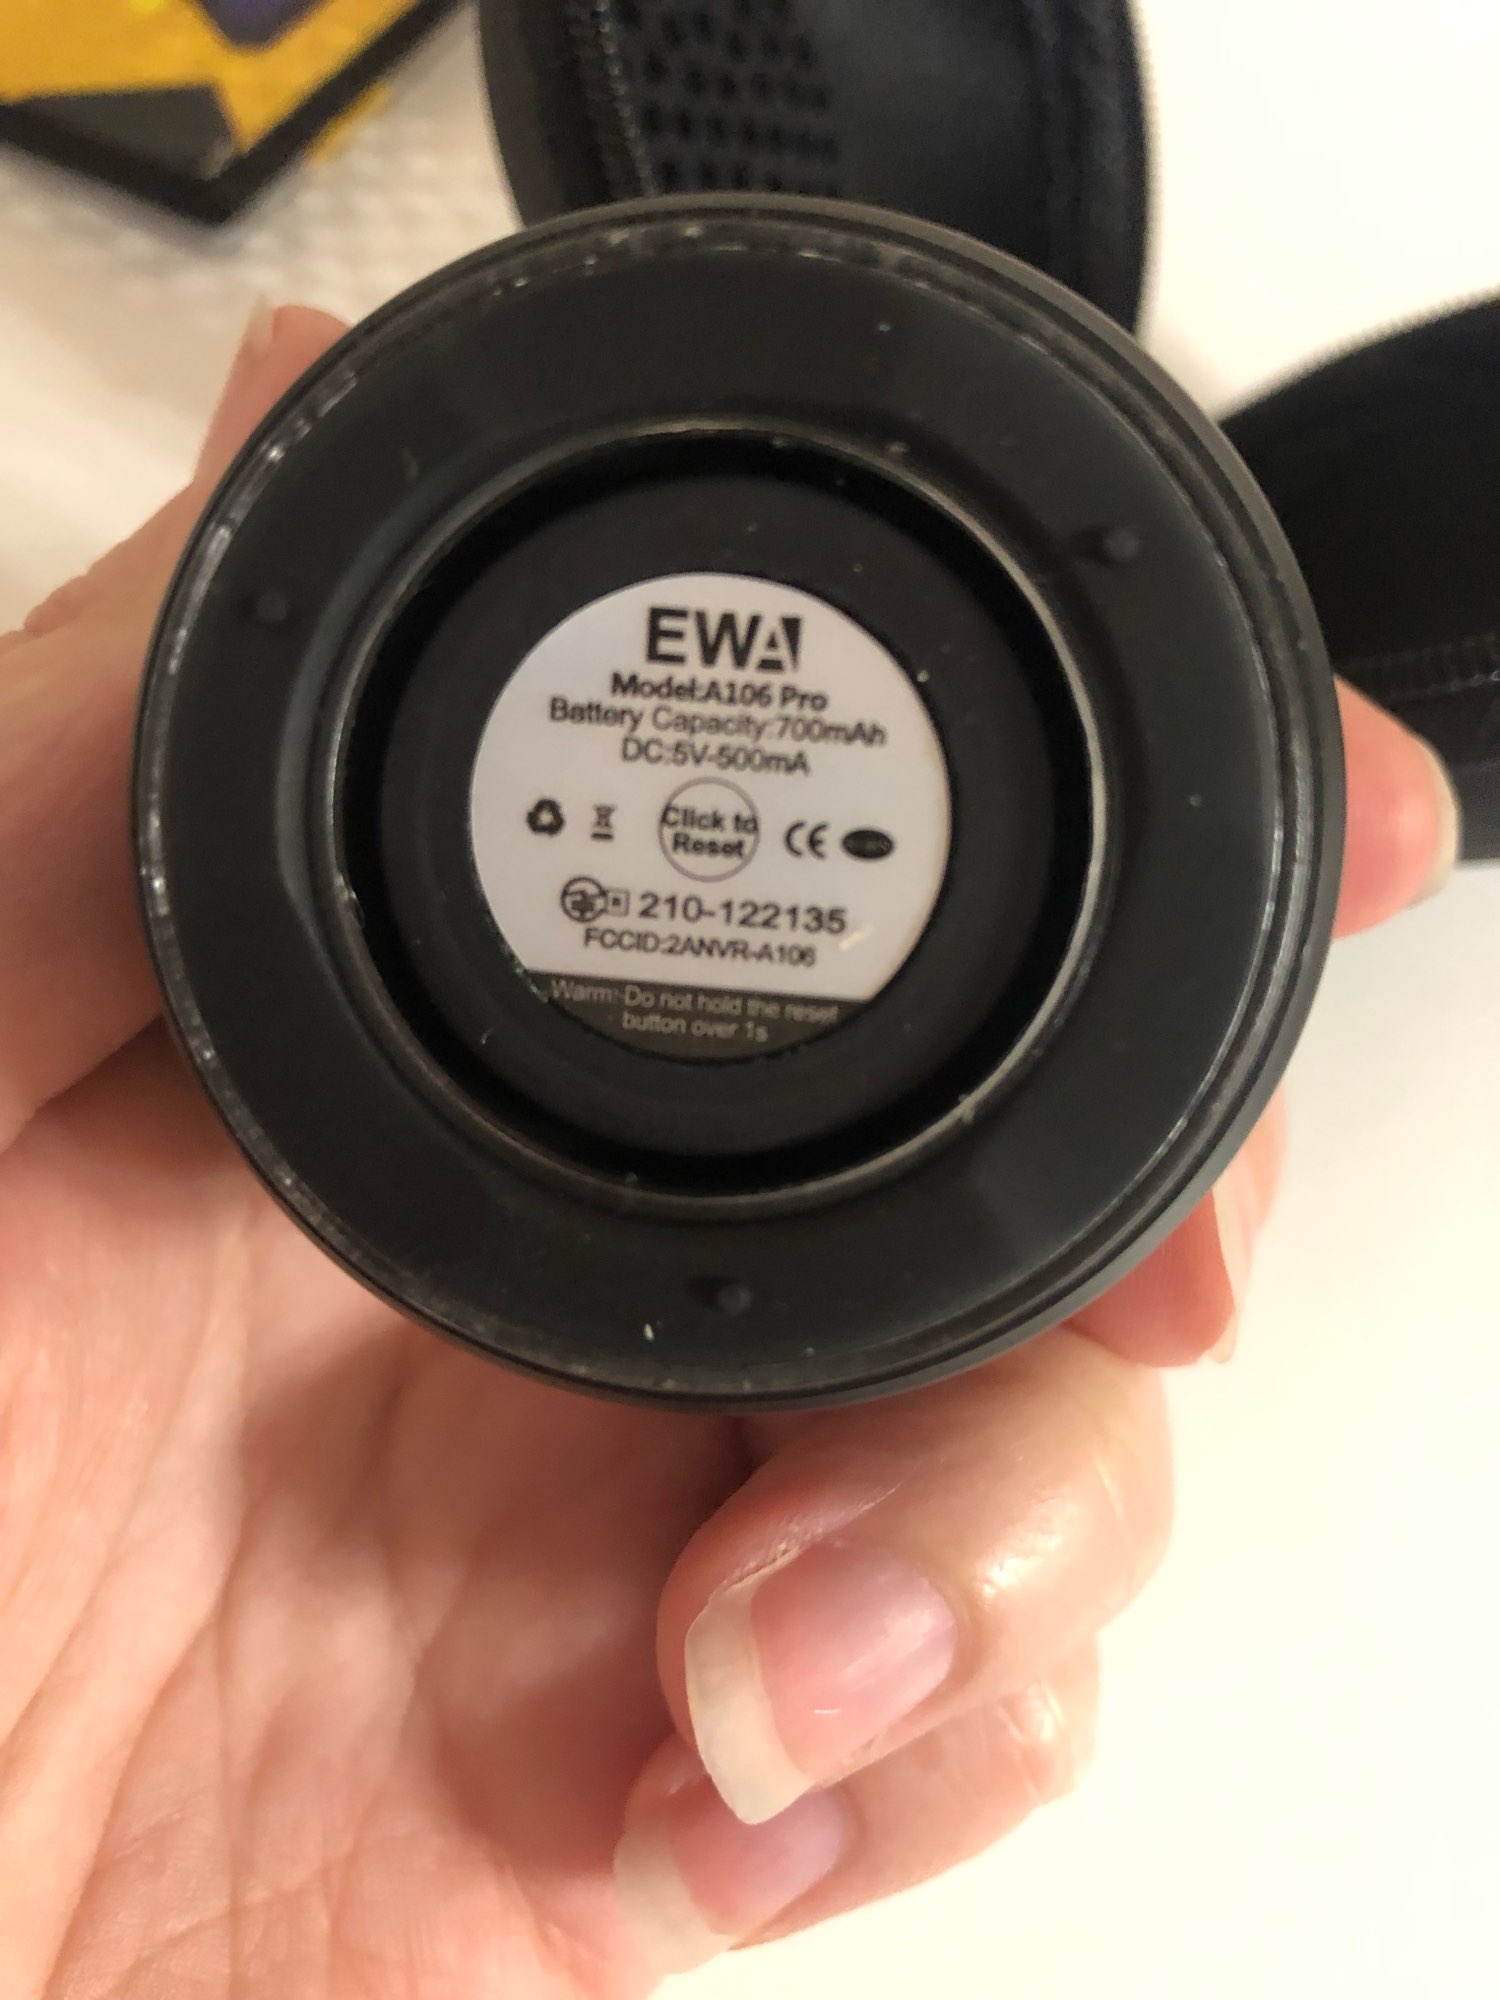 EWA
Model:A106 Pro
Battery Capacity:700mAh
DC:5V-500mA
Click to
Reset
CE
R 210-122135
FCCID:2ANVR-A106
Warm: Do not hold the reset
button over 1s